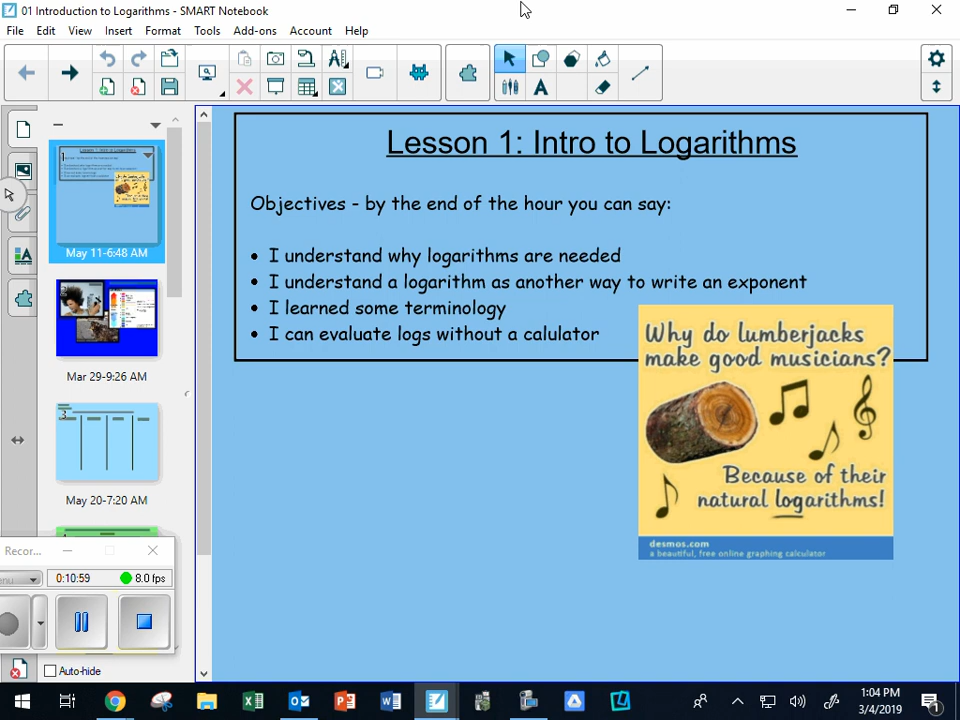 01 Introduction to Logarithms - SMART Notebook
File Edit View Insert Format Tools Add-ons Account Help
Lesson 1: Intro to Logarithms
Objectives - by the end of the hour you can say:
• I understand why logarithms are needed
• I understand a logarithm as another way to write an exponent
• I learned some terminology
• I can evaluate logs without a calulator
Why do lumberjacks
make good musicians?
Because of their
natural logarithms!
desmos.com
a beautiful, free online graphing calculator
May 11-6:48 AM
Mar 29-9:26 AM
3
May 20-7:20 AM
Recor...
enu
0:10:59
8.0 fps
Auto-hide
1:04 PM
3/4/2019
1